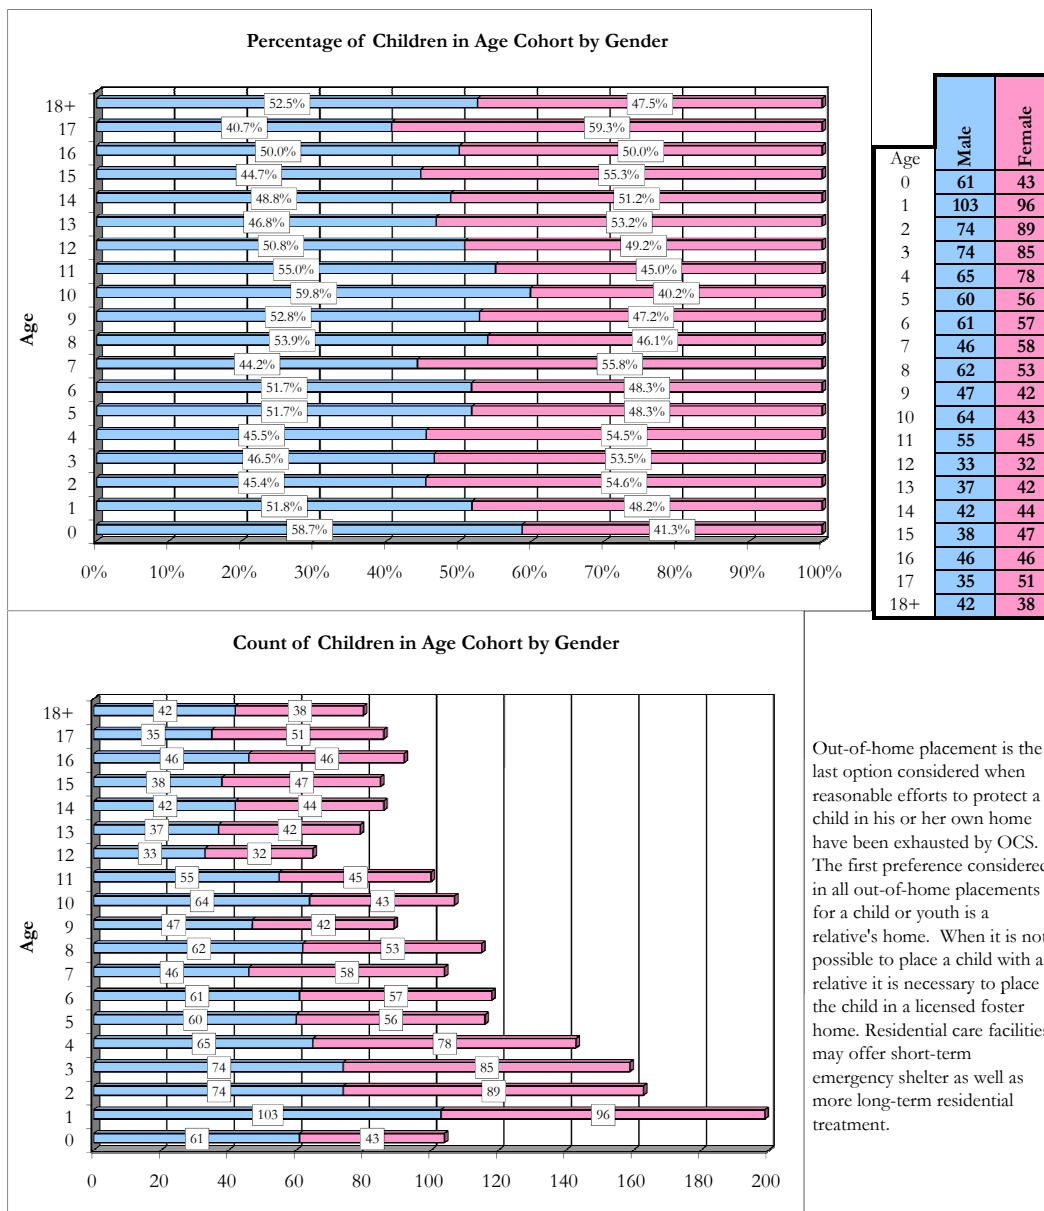 Percentage of Children in Age Cohort by Gender
Age
18+ 52.5% 47.5%
17 40.7% 59.3%
16 50.0% 50.0%
15 44.7% 55.3%
14 48.8% 51.2%
13 46.8% 53.2%
12 50.8% 49.2%
11 55.0% 45.0%
10 59.8% 40.2%
9 52.8% 47.2%
8 53.9% 46.1%
7 44.2% 55.8%
6 51.7% 48.3%
5 51.7% 48.3%
4 45.5% 54.5%
3 46.5% 53.5%
2 45.4% 54.6%
1 51.8% 48.2%
0 58.7% 41.3%
0% 10% 20% 30% 40% 50% 60% 70% 80% 90% 100%
Age Male Female
0 61 43
1 103 96
2 74 89
3 74 85
4 65 78
5 60 56
6 61 57
7 46 58
8 62 53
9 47 42
10 64 43
11 55 45
12 33 32
13 37 42
14 42 44
15 38 47
16 46 46
17 35 51
18+ 42 38
Count of Children in Age Cohort by Gender
Age
18+ 42 38
17 35 51
16 46 46
15 38 47
14 42 44
13 37 42
12 33 32
11 55 45
10 64 43
9 47 42
8 62 53
7 46 58
6 61 57
5 60 56
4 65 78
3 74 85
2 74 89
1 103 96
0 61 43
0 20 40 60 80 100 120 140 160 180 200
Out-of-home placement is the
last option considered when
reasonable efforts to protect a
child in his or her own home
have been exhausted by OCS.
The first preference considered
in all out-of-home placements
for a child or youth is a
relative's home. When it is not
possible to place a child with a
relative it is necessary to place
the child in a licensed foster
home. Residential care facilities
may offer short-term
emergency shelter as well as
more long-term residential
treatment.